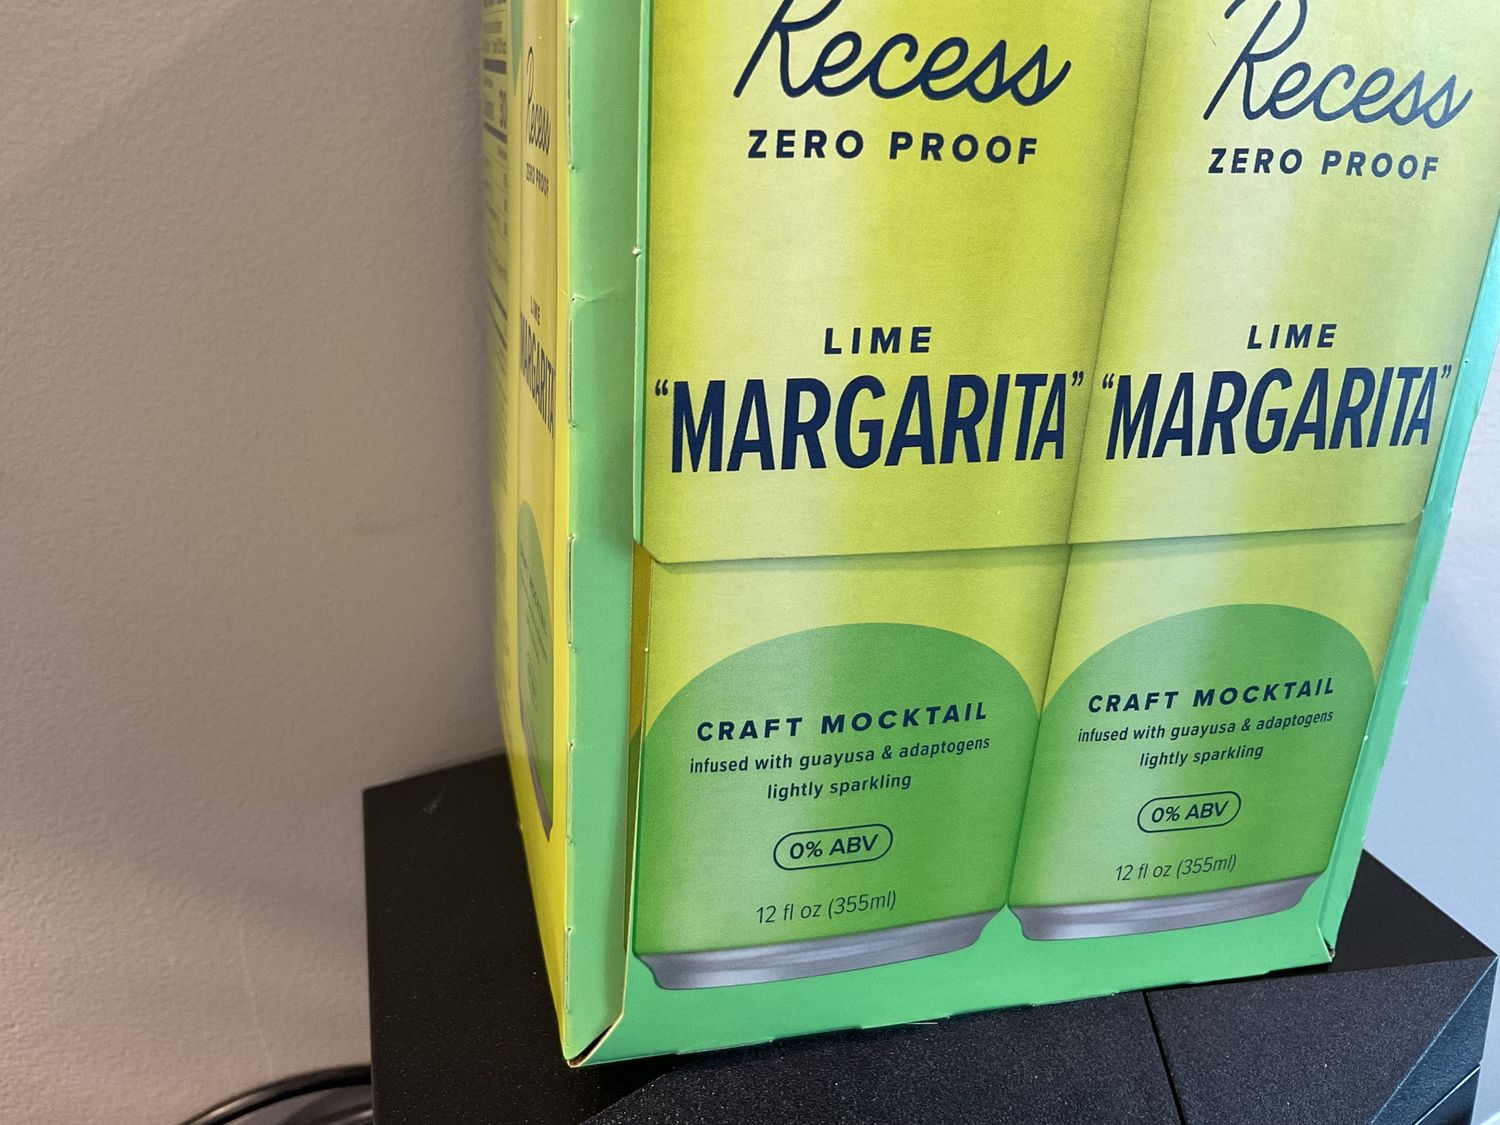 Recess
ZERO PROOF
LIME
“MARGARITA”
CRAFT MOCKTAIL
infused with guayusa & adaptogens
lightly sparkling
0% ABV
12 fl oz (355ml)
Recess
ZERO PROOF
LIME
“MARGARITA”
CRAFT MOCKTAIL
infused with guayusa & adaptogens
lightly sparkling
0% ABV
12 fl oz (355ml)
Recess
ZERO PROOF
LIME
“MARGARITA”